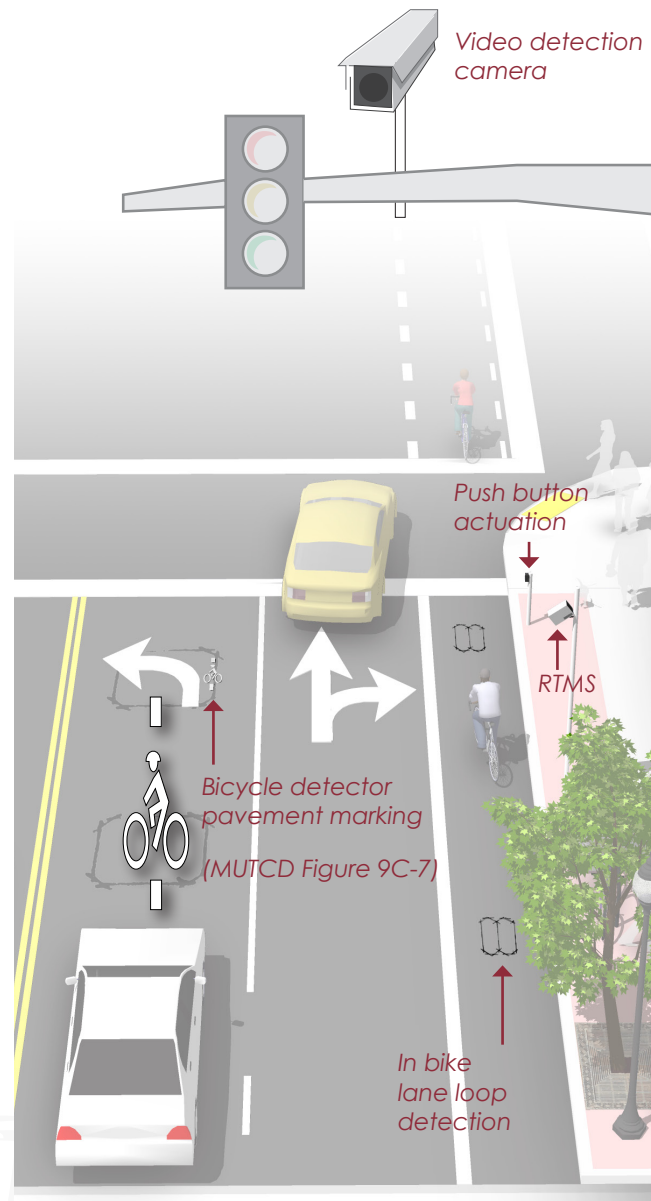 Video detection
camera
Push button
actuation
RTMS
Bicycle detector
pavement marking
(MUTCD Figure 9C-7)
In bike
lane loop
detection